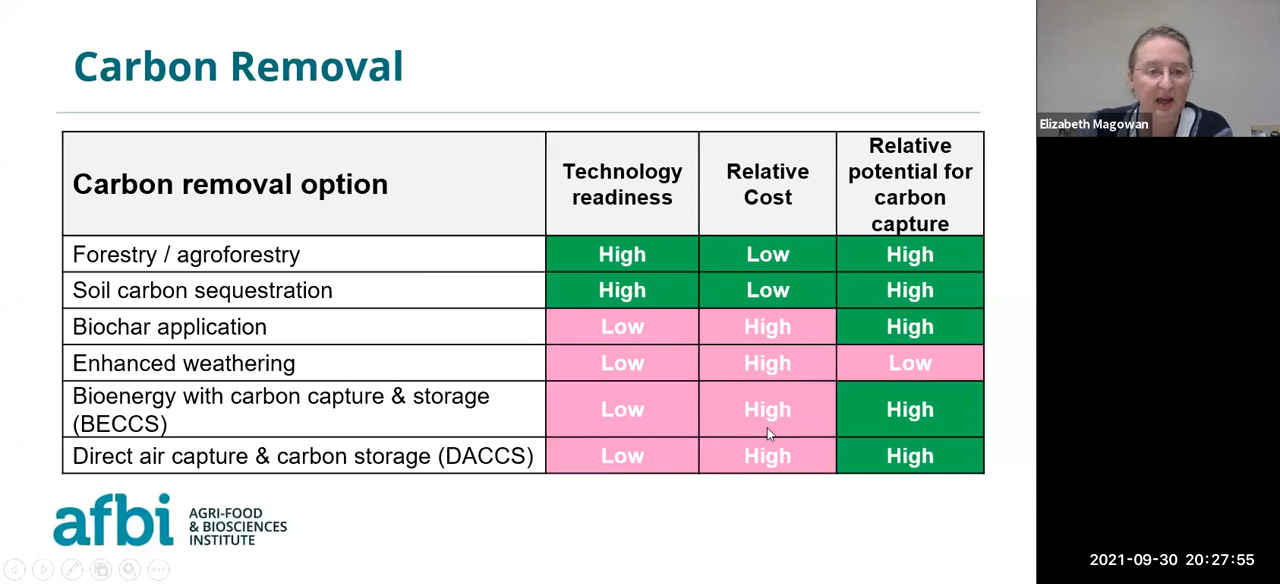 Carbon Removal
Carbon removal option
Technology
readiness
Relative
Cost
Relative
potential for
carbon
capture
Forestry / agroforestry
High
Low
High
Soil carbon sequestration
High
Low
High
Biochar application
Low
High
High
Enhanced weathering
Low
High
Low
Bioenergy with carbon capture & storage
(BECCS)
Low
High
High
Direct air capture & carbon storage (DACCS)
Low
High
High
afbi
AGRI-FOOD
& BIOSCIENCES
INSTITUTE
Elizabeth Magowan
2021-09-30 20:27:55